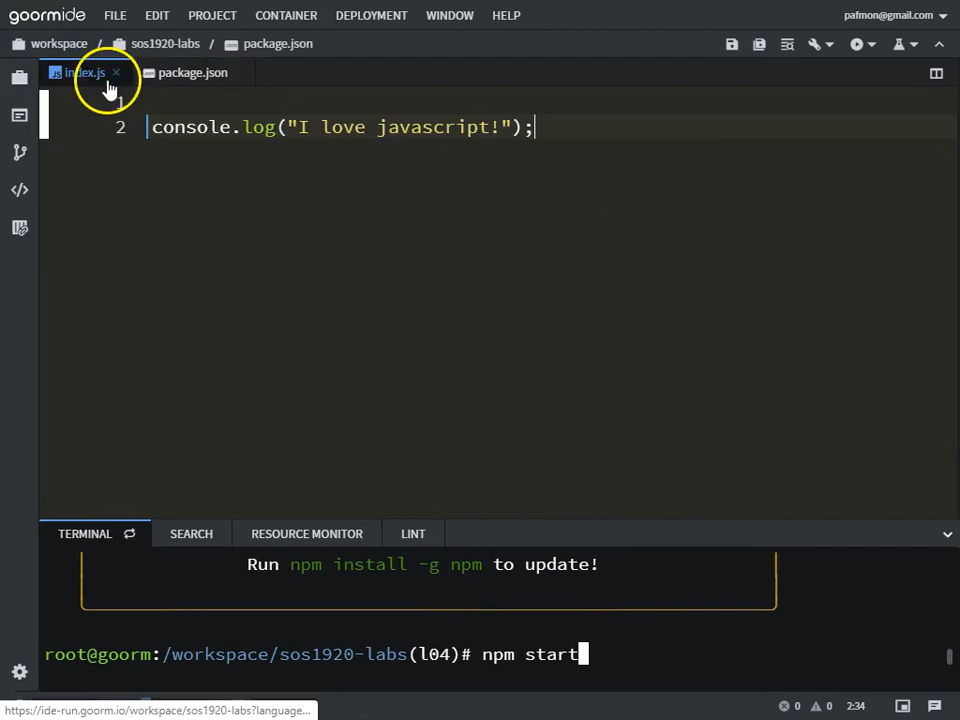 goormide FILE EDIT PROJECT CONTAINER DEPLOYMENT WINDOW HELP pafmon@gmail.com
workspace / sos1920-labs / package.json
index.js × package.json
1
2 console.log("I love javascript!");
TERMINAL SEARCH RESOURCE MONITOR LINT
Run npm install -g npm to update!
root@goorm:/workspace/sos1920-labs(l04)# npm start
https://ide-run.goorm.io/workspace/sos1920-labs?language... 0 0 2:34